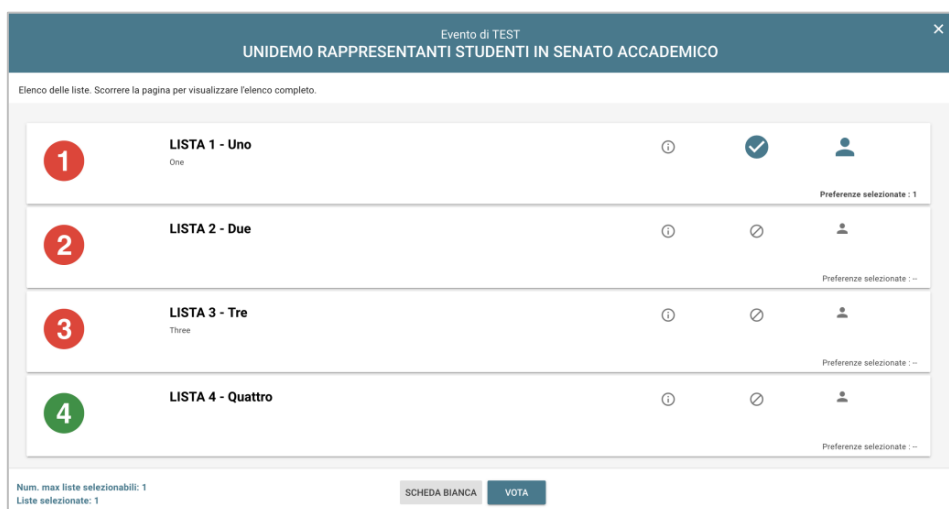 Evento di TEST
UNIDEMO RAPPRESENTANTI STUDENTI IN SENATO ACCADEMICO
Elenco delle liste. Scorrere la pagina per visualizzare l'elenco completo.
1
LISTA 1 - Uno
One
Preferenze selezionate : 1
2
LISTA 2 - Due
Preferenze selezionate : --
3
LISTA 3 - Tre
Three
Preferenze selezionate : --
4
LISTA 4 - Quattro
Preferenze selezionate : --
Num. max liste selezionabili: 1
Liste selezionate: 1
SCHEDA BIANCA
VOTA